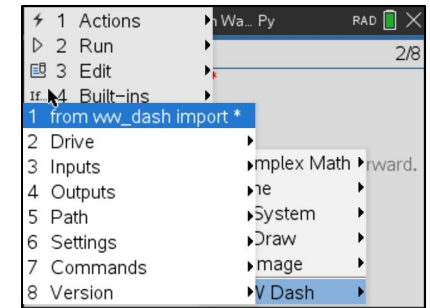 1 Actions
Wa... Py RAD
2 Run
2/8
3 Edit
If... 4 Built-ins
1 from ww_dash import *
2 Drive
3 Inputs
mplex Math
rward.
4 Outputs
5 Path
System
6 Settings
Draw
7 Commands
mage
8 Version
Dash